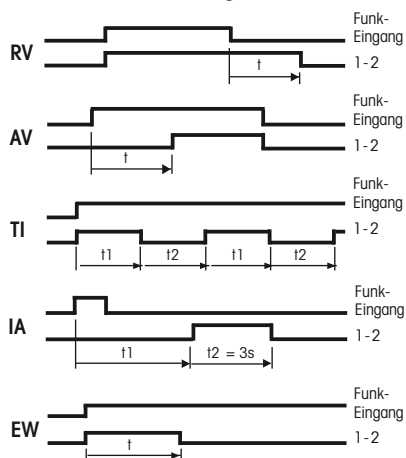 Funk-
Eingang
RV
1-2
t
Funk-
Eingang
AV
1-2
t
Funk-
Eingang
TI
1-2
t1 t2 t1 t2
Funk-
Eingang
IA
1-2
t1 t2 = 3s
Funk-
Eingang
EW
1-2
t